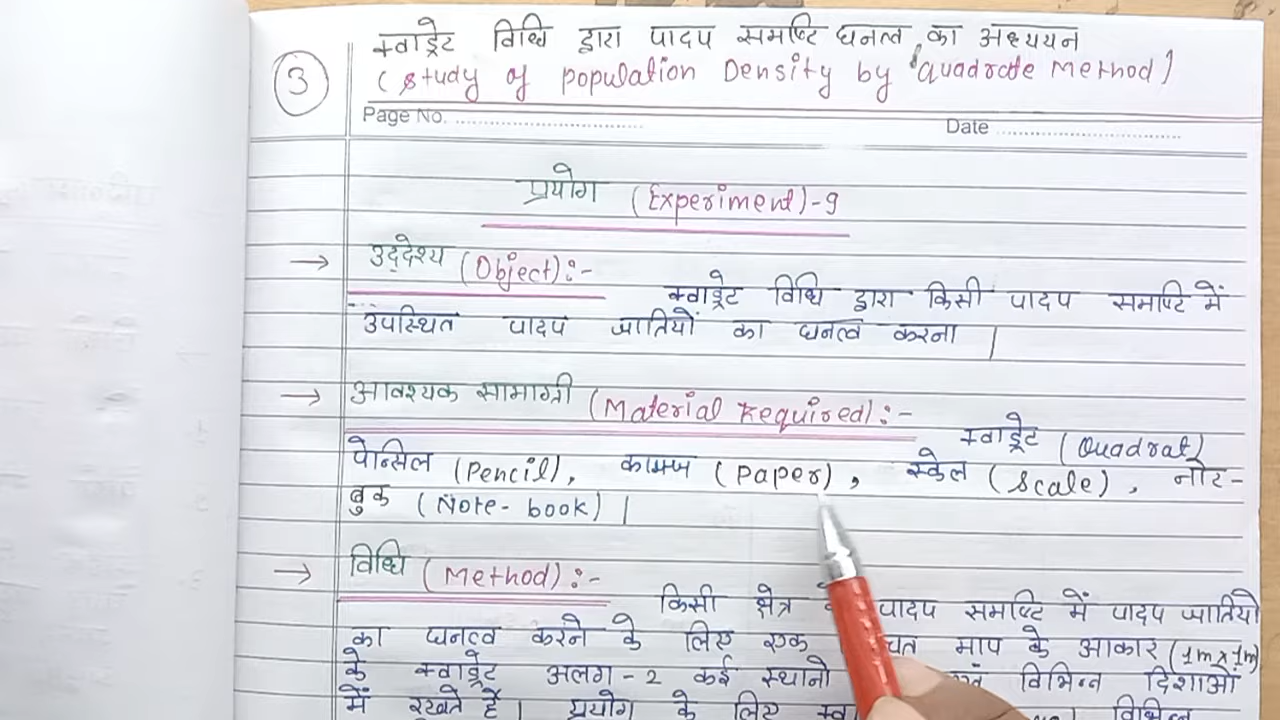 क्वाड्रेट विधि द्वारा पादप समष्टि घनत्व का अध्ययन
3
(Study of population Density by Quadrate Method)
Page No.
Date
प्रयोग (Experiment)-9
→ उद्देश्य (Object):-
क्वाड्रेट विधि द्वारा किसी पादप समष्टि में
उपस्थित पादप जातियों का घनत्व करना |
→ आवश्यक सामाग्री (Material Required):-
क्वाड्रेट (Quadrat)
पेन्सिल (Pencil), (Paper), स्केल (Scale), नोट-
बुक (Note-book) |
→ विधि (Method):-
किसी क्षेत्र पादप समष्टि में पादप जातियो
का घनत्व करने के लिए एक माप के आकार (1m x 1m)
के क्वाड्रेट अलग-2 कई स्थानो विभिन्न दिशाओं
में रखते हैं | प्रयोग के लिए विभिन्न